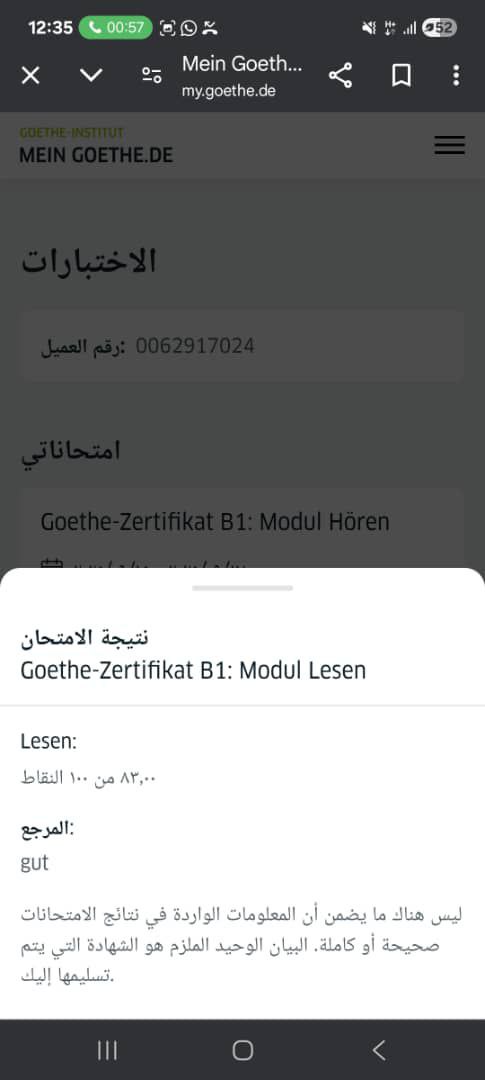 12:35
00:57
52
Mein Goeth...
my.goethe.de
GOETHE-INSTITUT
MEIN GOETHE.DE
الاختبارات
رقم العميل: 0062917024
امتحاناتي
Goethe-Zertifikat B1: Modul Hören
نتيجة الامتحان
Goethe-Zertifikat B1: Modul Lesen
Lesen:
٨٣,٠٠ من ١٠٠ النقاط
المرجع:
gut
ليس هناك ما يضمن أن المعلومات الواردة في نتائج الامتحانات
صحيحة أو كاملة. البيان الوحيد الملزم هو الشهادة التي يتم
تسليمها إليك.